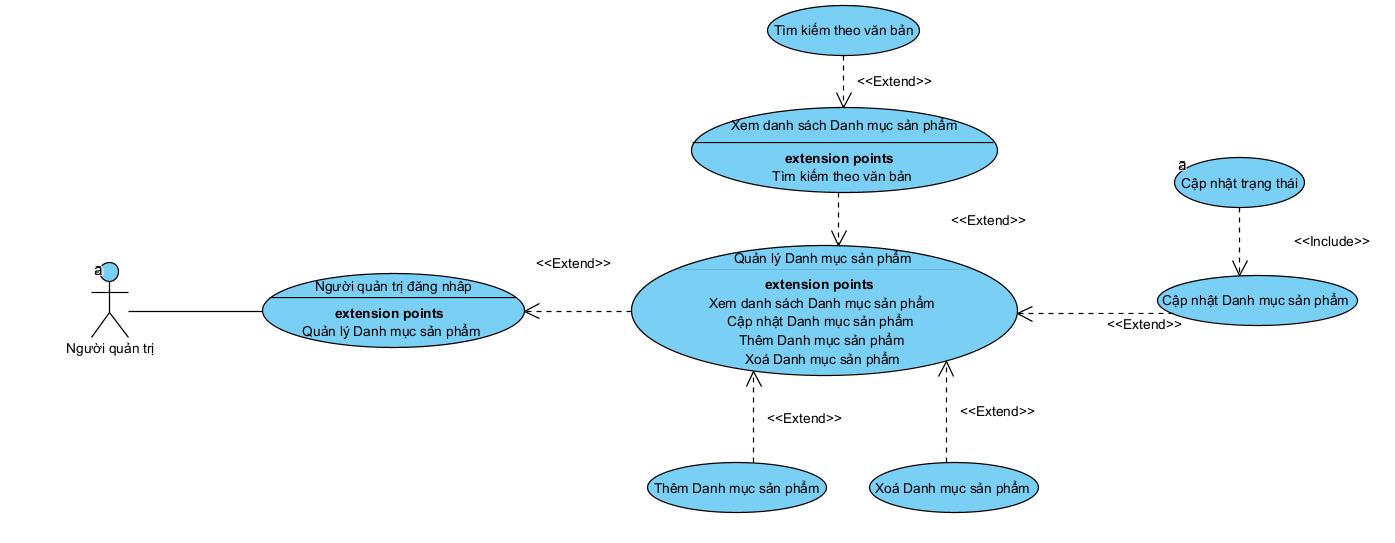 Tìm kiếm theo văn bản
<<Extend>>
Xem danh sách Danh mục sản phẩm
extension points
Tìm kiếm theo văn bản
<<Extend>>
Cập nhật trạng thái
<<Include>>
Cập nhật Danh mục sản phẩm
<<Extend>>
Quản lý Danh mục sản phẩm
extension points
Xem danh sách Danh mục sản phẩm
Cập nhật Danh mục sản phẩm
Thêm Danh mục sản phẩm
Xoá Danh mục sản phẩm
<<Extend>>
Người quản trị đăng nhâp
extension points
Quản lý Danh mục sản phẩm
Người quản trị
<<Extend>>
<<Extend>>
Thêm Danh mục sản phẩm
Xoá Danh mục sản phẩm